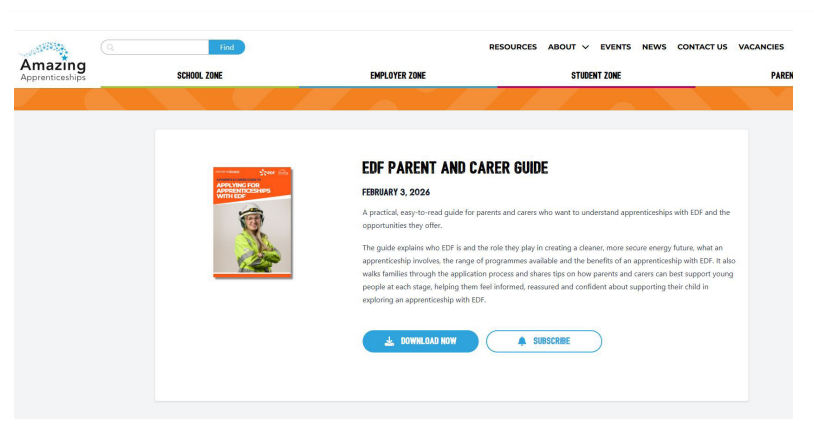 Find
RESOURCES ABOUT EVENTS NEWS CONTACT US VACANCIES
Amazing
Apprenticeships
SCHOOL ZONE EMPLOYER ZONE STUDENT ZONE PAREN
EDF PARENT AND CARER GUIDE
FEBRUARY 3, 2026
APPLYING FOR
APPRENTICESHIPS
WITH EDF
A practical, easy-to-read guide for parents and carers who want to understand apprenticeships with EDF and the
opportunities they offer.
The guide explains who EDF is and the role they play in creating a cleaner, more secure energy future, what an
apprenticeship involves, the range of programmes available and the benefits of an apprenticeship with EDF. It also
walks families through the application process and shares tips on how parents and carers can best support young
people at each stage, helping them feel informed, reassured and confident about supporting their child in
exploring an apprenticeship with EDF.
DOWNLOAD NOW SUBSCRIBE